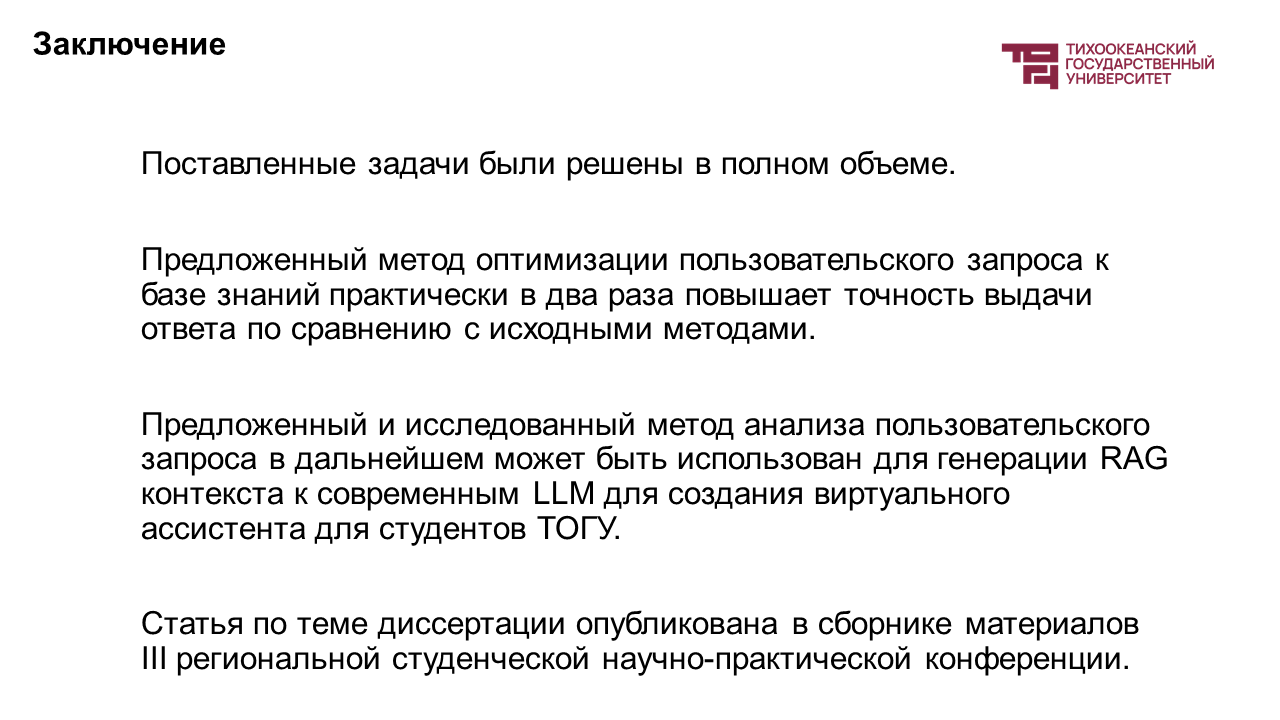 Заключение
ТИХООКЕАНСКИЙ
ГОСУДАРСТВЕННЫЙ
УНИВЕРСИТЕТ
Поставленные задачи были решены в полном объеме.
Предложенный метод оптимизации пользовательского запроса к
базе знаний практически в два раза повышает точность выдачи
ответа по сравнению с исходными методами.
Предложенный и исследованный метод анализа пользовательского
запроса в дальнейшем может быть использован для генерации RAG
контекста к современным LLM для создания виртуального
ассистента для студентов ТОГУ.
Статья по теме диссертации опубликована в сборнике материалов
III региональной студенческой научно-практической конференции.